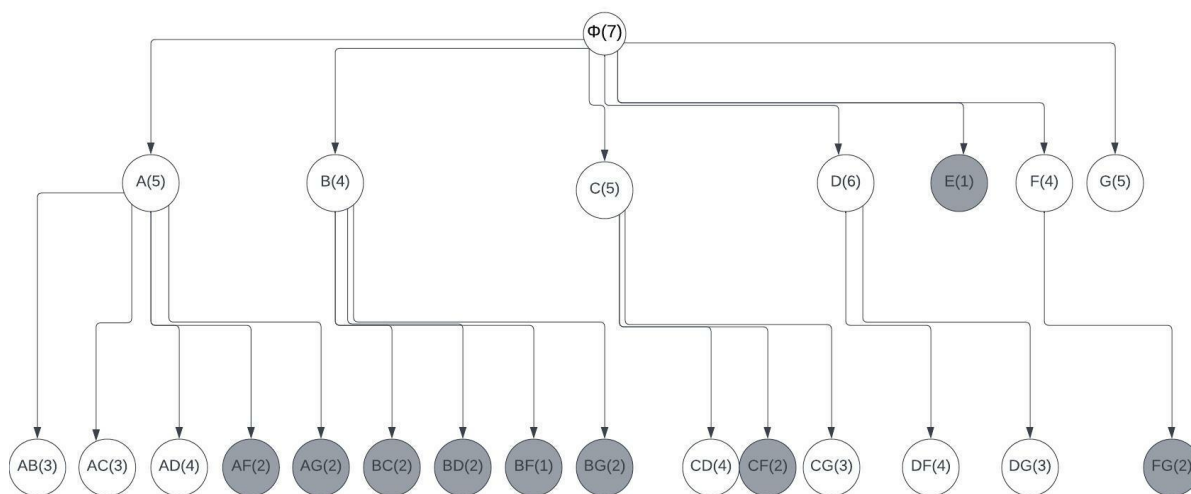 Φ(7)
A(5)
B(4)
C(5)
D(6)
E(1)
F(4)
G(5)
AB(3)
AC(3)
AD(4)
AF(2)
AG(2)
BC(2)
BD(2)
BF(1)
BG(2)
CD(4)
CF(2)
CG(3)
DF(4)
DG(3)
FG(2)